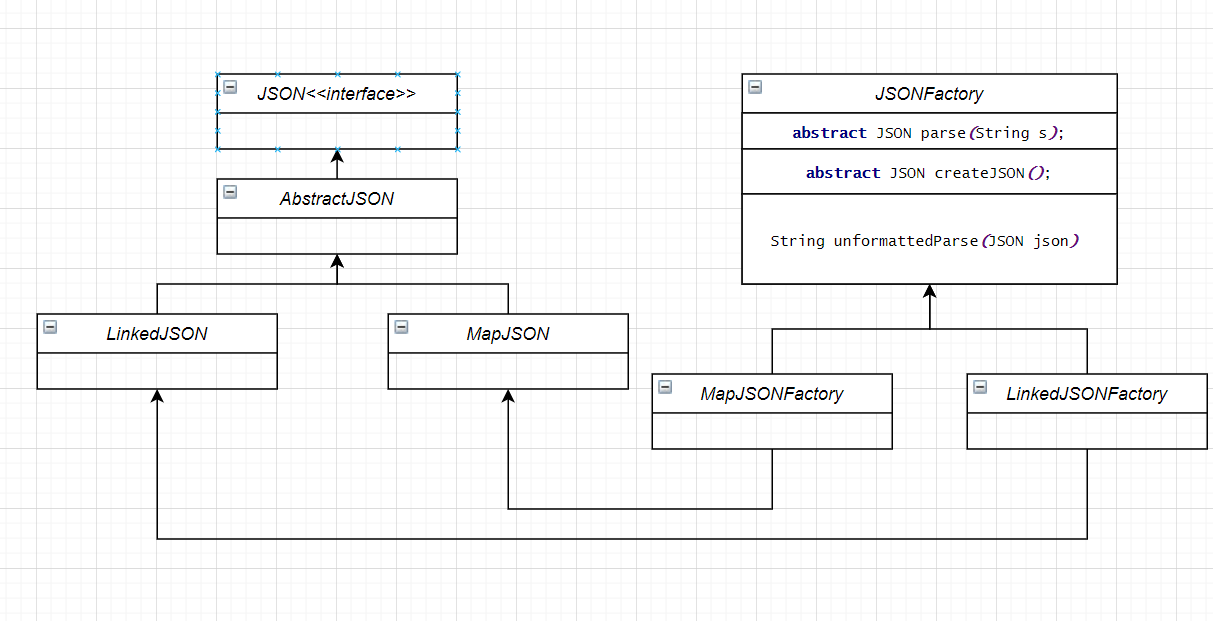 JSON<<interface>>
AbstractJSON
LinkedJSON
MapJSON
JSONFactory
abstract JSON parse(String s);
abstract JSON createJSON();
String unformattedParse(JSON json)
MapJSONFactory
LinkedJSONFactory